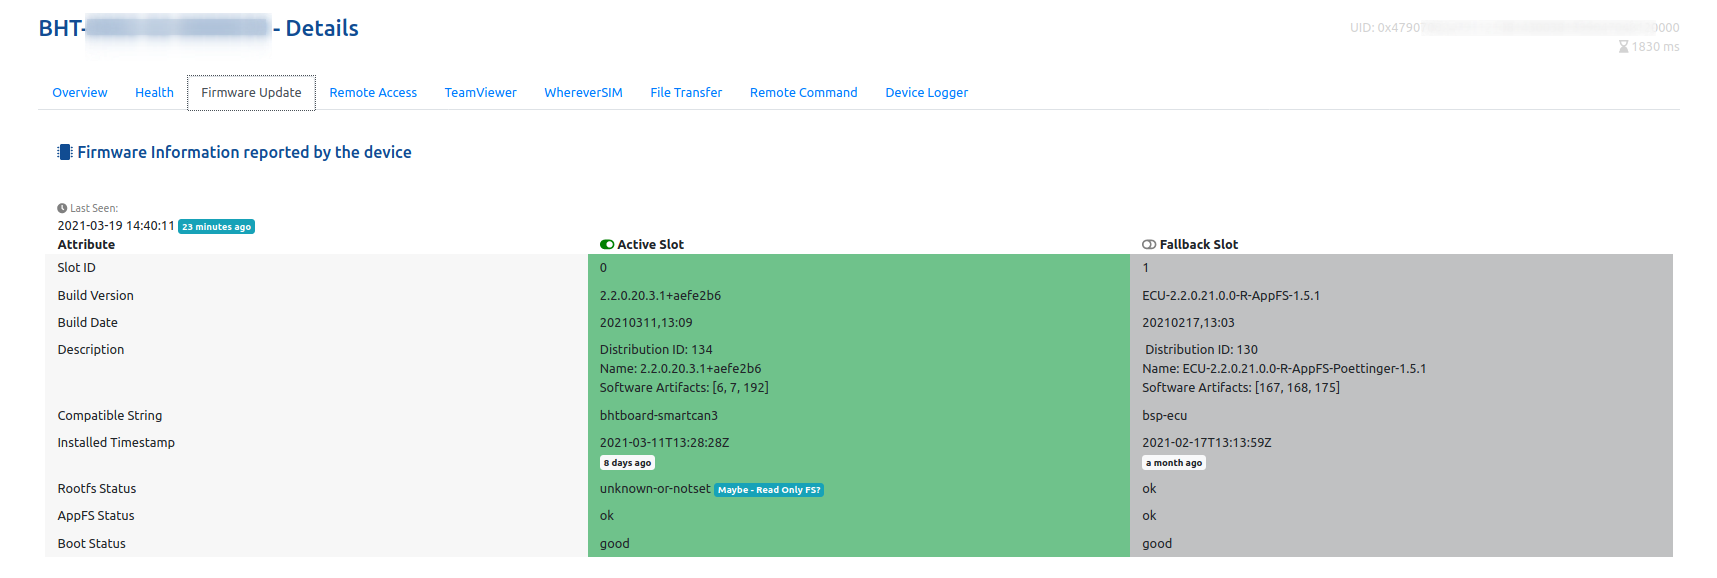 BHT- - Details
UID: 0x4790 0000
1830 ms
Overview Health Firmware Update Remote Access TeamViewer WhereverSIM File Transfer Remote Command Device Logger
Firmware Information reported by the device
Last Seen:
2021-03-19 14:40:11 23 minutes ago
Attribute Active Slot Fallback Slot
Slot ID 0 1
Build Version 2.2.0.20.3.1+aefe2b6 ECU-2.2.0.21.0.0-R-AppFS-1.5.1
Build Date 20210311,13:09 20210217,13:03
Description Distribution ID: 134 Distribution ID: 130
Name: 2.2.0.20.3.1+aefe2b6 Name: ECU-2.2.0.21.0.0-R-AppFS-Poettinger-1.5.1
Software Artifacts: [6, 7, 192] Software Artifacts: [167, 168, 175]
Compatible String bhtboard-smartcan3 bsp-ecu
Installed Timestamp 2021-03-11T13:28:28Z 2021-02-17T13:13:59Z
8 days ago a month ago
Rootfs Status unknown-or-notset Maybe - Read Only FS? ok
AppFS Status ok ok
Boot Status good good